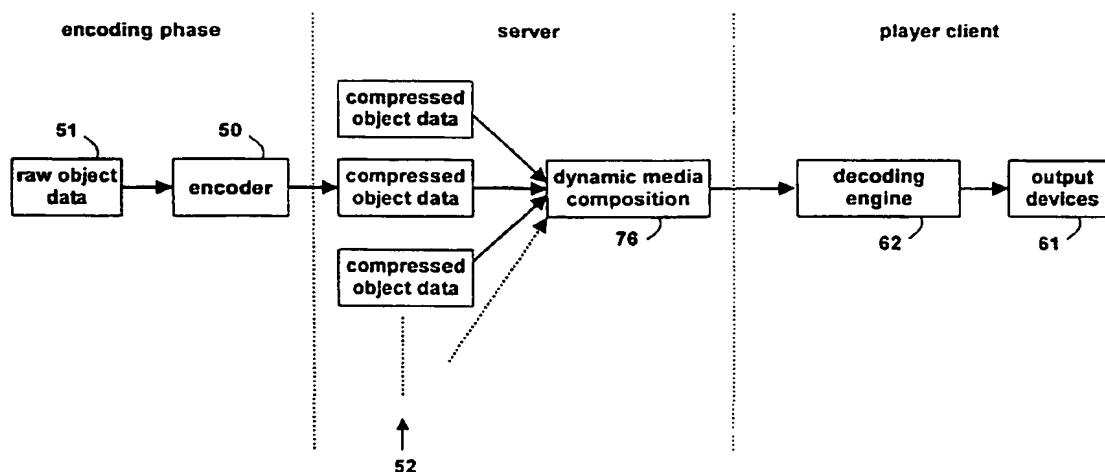 encoding phase
server
player client
51
raw object
data
50
encoder
compressed
object data
compressed
object data
compressed
object data
52
dynamic media
composition
76
decoding
engine
62
output
devices
61